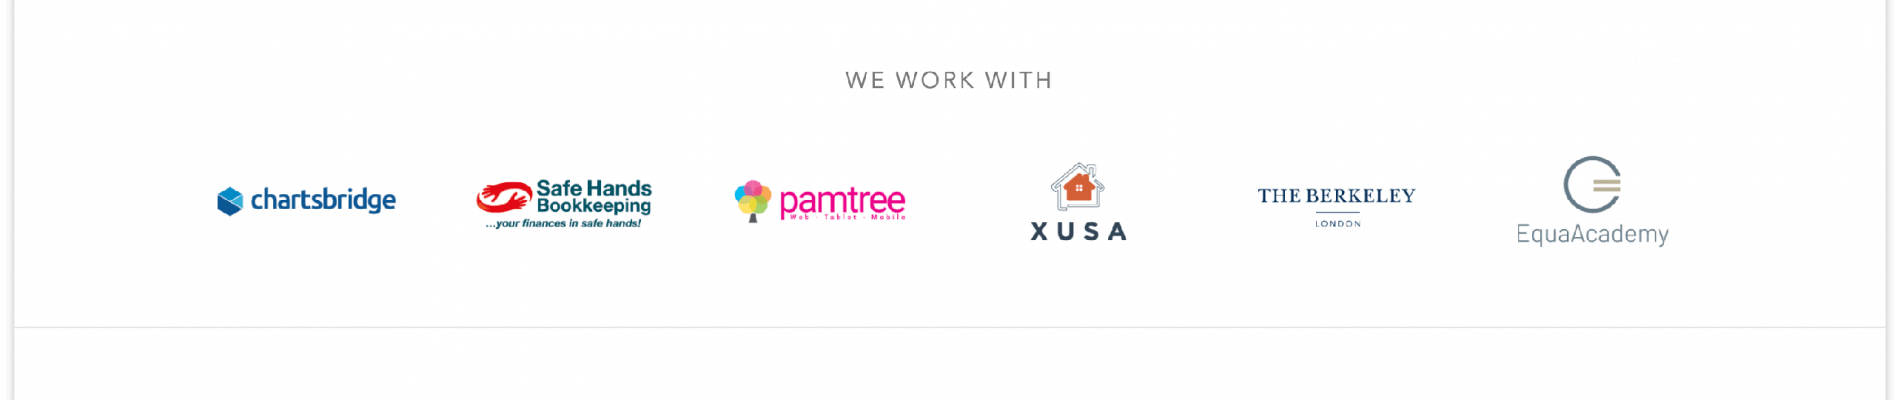 WE WORK WITH
chartsbridge
Safe Hands
Bookkeeping
...your finances in safe hands!
pamtree
Web · Tablet · Mobile
XUSA
THE BERKELEY
LONDON
EquaAcademy